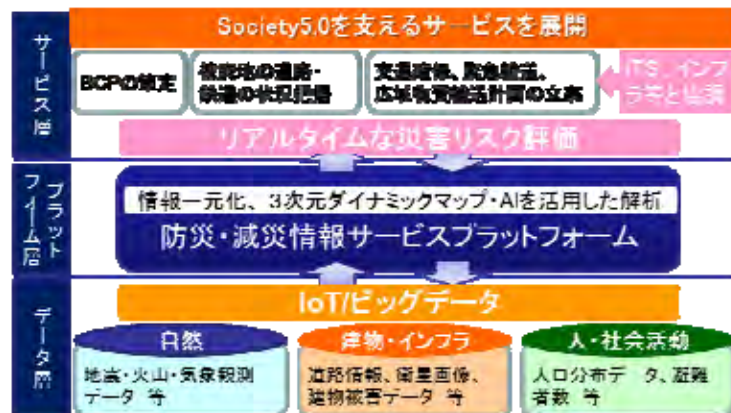 サービス層
Society5.0を支えるサービスを展開
BCPの策定
被災地の道路・
鉄道の状況把握
交通確保、緊急輸送、
広域物資輸送計画の立案
ITS、インフ
ラ等と協調
リアルタイムな災害リスク評価
プラット
フォーム層
情報一元化、3次元ダイナミックマップ・AIを活用した解析
防災・減災情報サービスプラットフォーム
データ層
IoT/ビッグデータ
自然
地震・火山・気象観測
データ 等
建物・インフラ
道路情報、衛星画像、
建物被害データ 等
人・社会活動
人口分布データ、避難
者数 等